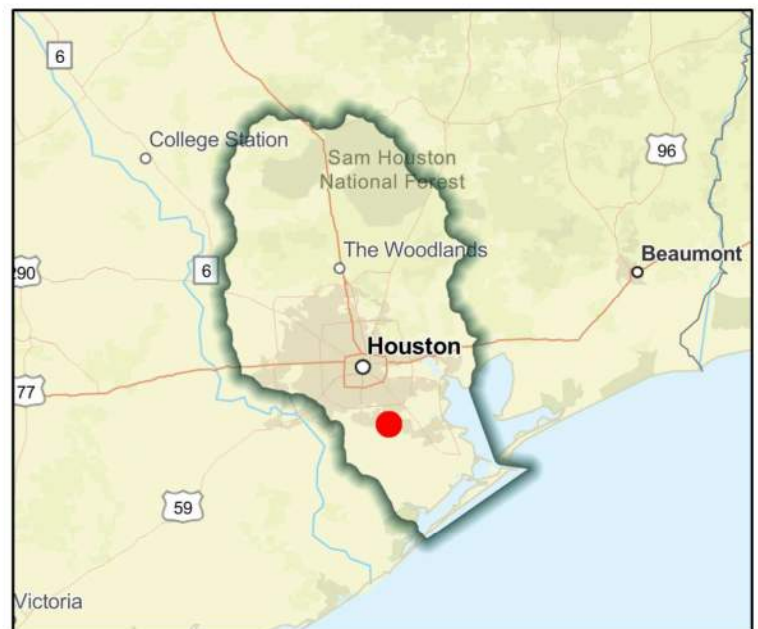 6
College Station
Sam Houston
National Forest
96
The Woodlands
Beaumont
290
6
Houston
77
59
Victoria